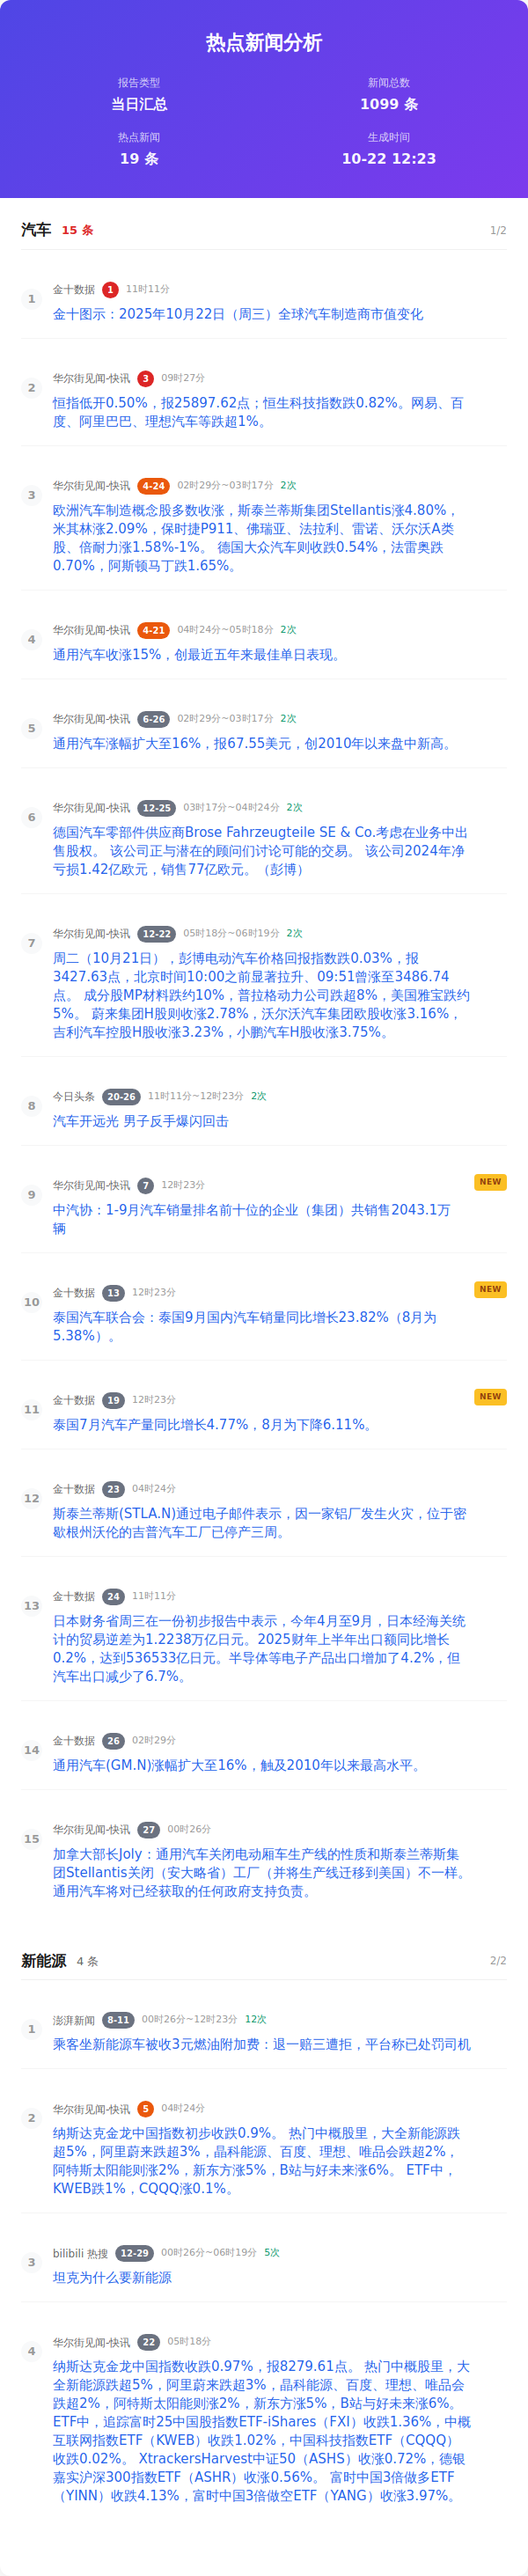 热点新闻分析
报告类型
新闻总数
当日汇总
1099 条
热点新闻
生成时间
19 条
10-22 12:23
汽车 15 条 1/2
1
金十数据 1 11时11分
金十图示：2025年10月22日（周三）全球汽车制造商市值变化
2
华尔街见闻-快讯 3 09时27分
恒指低开0.50%，报25897.62点；恒生科技指数跌0.82%。网易、百
度、阿里巴巴、理想汽车等跌超1%。
3
华尔街见闻-快讯 4-24 02时29分~03时17分 2次
欧洲汽车制造概念股多数收涨，斯泰兰蒂斯集团Stellantis涨4.80%，
米其林涨2.09%，保时捷P911、佛瑞亚、法拉利、雷诺、沃尔沃A类
股、倍耐力涨1.58%-1%。 德国大众汽车则收跌0.54%，法雷奥跌
0.70%，阿斯顿马丁跌1.65%。
4
华尔街见闻-快讯 4-21 04时24分~05时18分 2次
通用汽车收涨15%，创最近五年来最佳单日表现。
5
华尔街见闻-快讯 6-26 02时29分~03时17分 2次
通用汽车涨幅扩大至16%，报67.55美元，创2010年以来盘中新高。
6
华尔街见闻-快讯 12-25 03时17分~04时24分 2次
德国汽车零部件供应商Brose Fahrzeugteile SE & Co.考虑在业务中出
售股权。 该公司正与潜在的顾问们讨论可能的交易。 该公司2024年净
亏损1.42亿欧元，销售77亿欧元。（彭博）
7
华尔街见闻-快讯 12-22 05时18分~06时19分 2次
周二（10月21日），彭博电动汽车价格回报指数跌0.03%，报
3427.63点，北京时间10:00之前显著拉升、09:51曾涨至3486.74
点。 成分股MP材料跌约10%，普拉格动力公司跌超8%，美国雅宝跌约
5%。 蔚来集团H股则收涨2.78%，沃尔沃汽车集团欧股收涨3.16%，
吉利汽车控股H股收涨3.23%，小鹏汽车H股收涨3.75%。
8
今日头条 20-26 11时11分~12时23分 2次
汽车开远光 男子反手爆闪回击
9
华尔街见闻-快讯 7 12时23分 NEW
中汽协：1-9月汽车销量排名前十位的企业（集团）共销售2043.1万
辆
10
金十数据 13 12时23分 NEW
泰国汽车联合会：泰国9月国内汽车销量同比增长23.82%（8月为
5.38%）。
11
金十数据 19 12时23分 NEW
泰国7月汽车产量同比增长4.77%，8月为下降6.11%。
12
金十数据 23 04时24分
斯泰兰蒂斯(STLA.N)通过电子邮件表示，因一家铝厂发生火灾，位于密
歇根州沃伦的吉普汽车工厂已停产三周。
13
金十数据 24 11时11分
日本财务省周三在一份初步报告中表示，今年4月至9月，日本经海关统
计的贸易逆差为1.2238万亿日元。2025财年上半年出口额同比增长
0.2%，达到536533亿日元。半导体等电子产品出口增加了4.2%，但
汽车出口减少了6.7%。
14
金十数据 26 02时29分
通用汽车(GM.N)涨幅扩大至16%，触及2010年以来最高水平。
15
华尔街见闻-快讯 27 00时26分
加拿大部长Joly：通用汽车关闭电动厢车生产线的性质和斯泰兰蒂斯集
团Stellantis关闭（安大略省）工厂（并将生产线迁移到美国）不一样。
通用汽车将对已经获取的任何政府支持负责。
新能源 4 条 2/2
1
澎湃新闻 8-11 00时26分~12时23分 12次
乘客坐新能源车被收3元燃油附加费：退一赔三遭拒，平台称已处罚司机
2
华尔街见闻-快讯 5 04时24分
纳斯达克金龙中国指数初步收跌0.9%。 热门中概股里，大全新能源跌
超5%，阿里蔚来跌超3%，晶科能源、百度、理想、唯品会跌超2%，
阿特斯太阳能则涨2%，新东方涨5%，B站与好未来涨6%。 ETF中，
KWEB跌1%，CQQQ涨0.1%。
3
bilibili 热搜 12-29 00时26分~06时19分 5次
坦克为什么要新能源
4
华尔街见闻-快讯 22 05时18分
纳斯达克金龙中国指数收跌0.97%，报8279.61点。 热门中概股里，大
全新能源跌超5%，阿里蔚来跌超3%，晶科能源、百度、理想、唯品会
跌超2%，阿特斯太阳能则涨2%，新东方涨5%，B站与好未来涨6%。
ETF中，追踪富时25中国股指数ETF-iShares（FXI）收跌1.36%，中概
互联网指数ETF（KWEB）收跌1.02%，中国科技指数ETF（CQQQ）
收跌0.02%。 XtrackersHarvest中证50（ASHS）收涨0.72%，德银
嘉实沪深300指数ETF（ASHR）收涨0.56%。 富时中国3倍做多ETF
（YINN）收跌4.13%，富时中国3倍做空ETF（YANG）收涨3.97%。